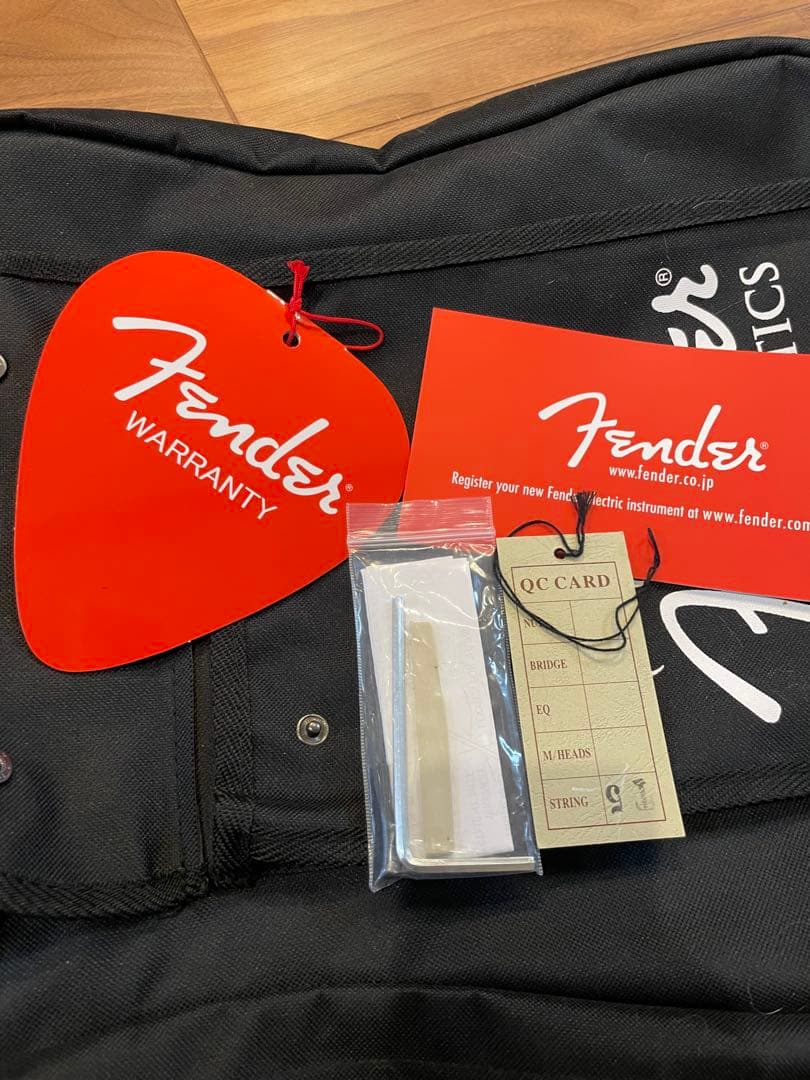 Fender®
WARRANTY
®
TICS
Fender®
www.fender.co.jp
Register your new Fender electric instrument at www.fender.com
QC CARD
BRIDGE
EQ
M/HEADS
STRING